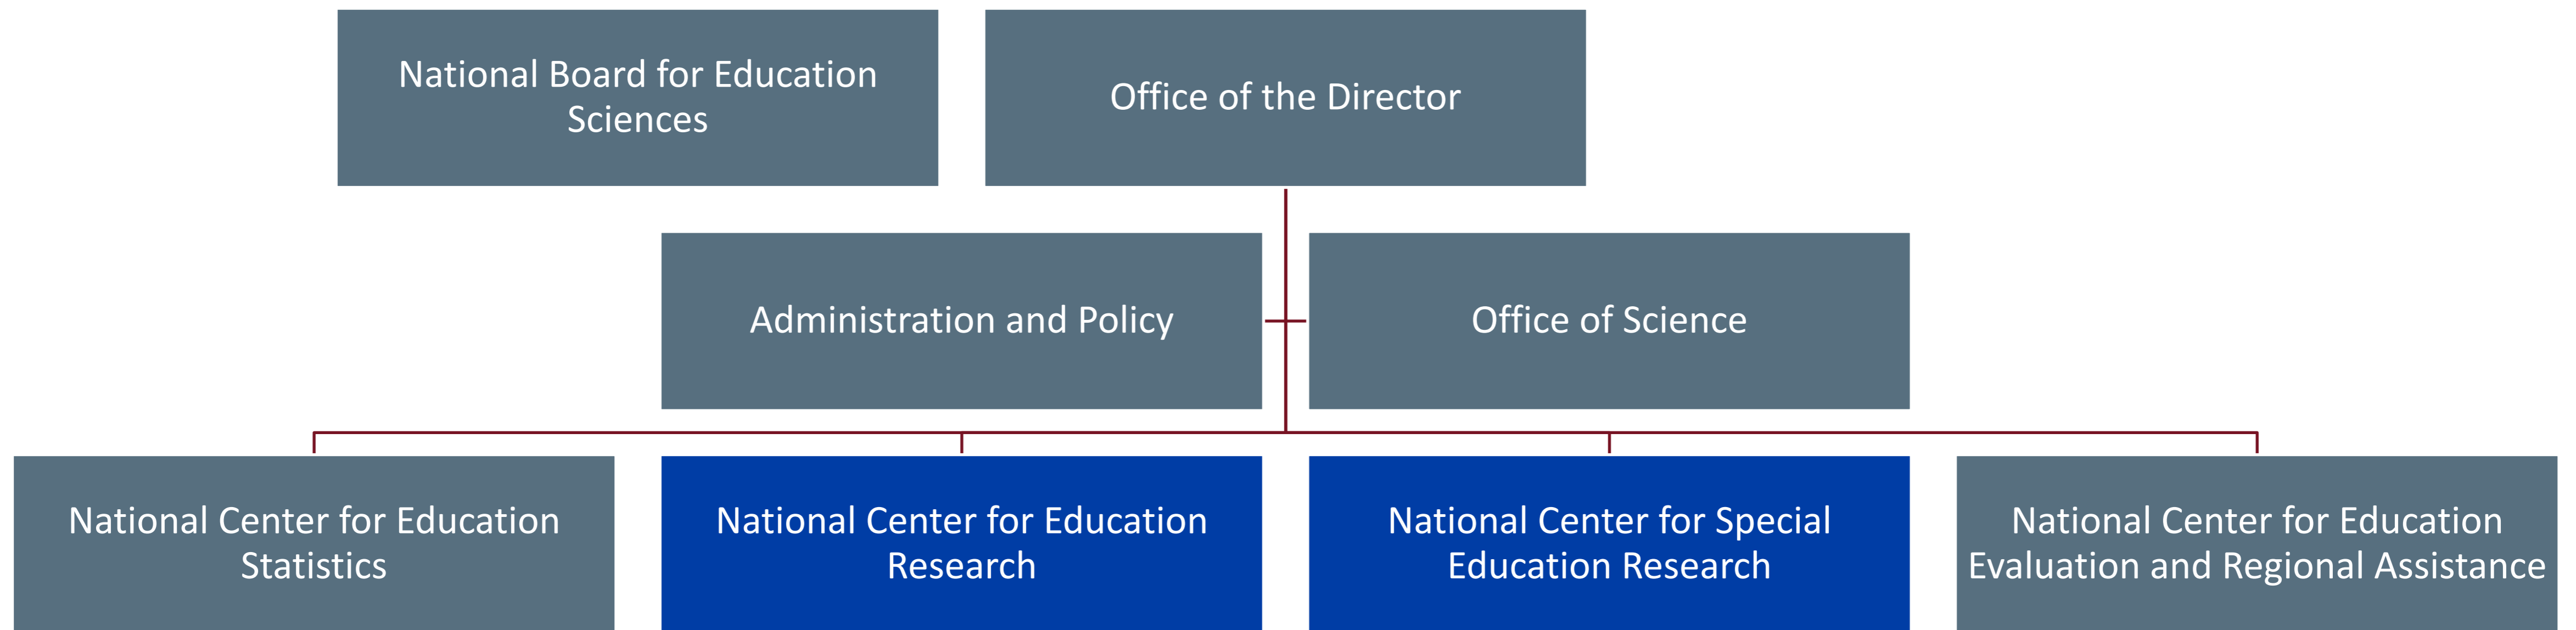 National Board for Education
Sciences
Office of the Director
Administration and Policy
Office of Science
National Center for Education
Statistics
National Center for Education
Research
National Center for Special
Education Research
National Center for Education
Evaluation and Regional Assistance